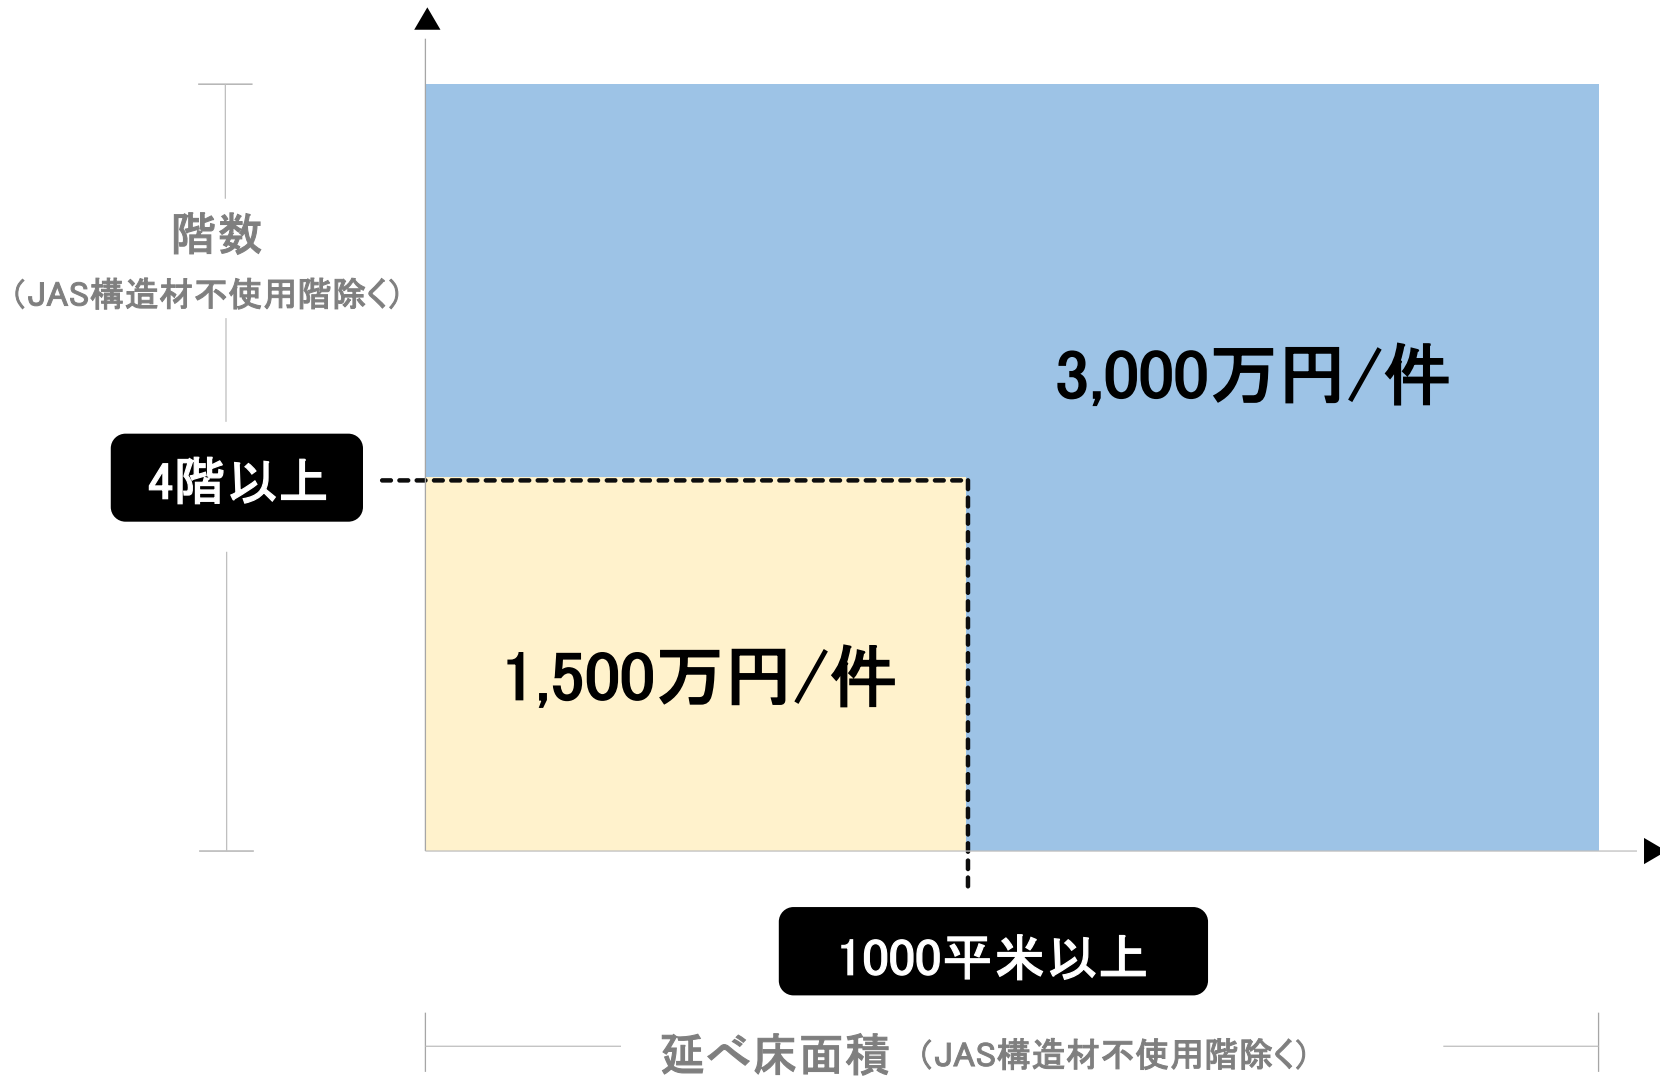 階数
（JAS構造材不使用階除く）
3,000万円/件
4階以上
1,500万円/件
1000平米以上
延べ床面積 （JAS構造材不使用階除く）